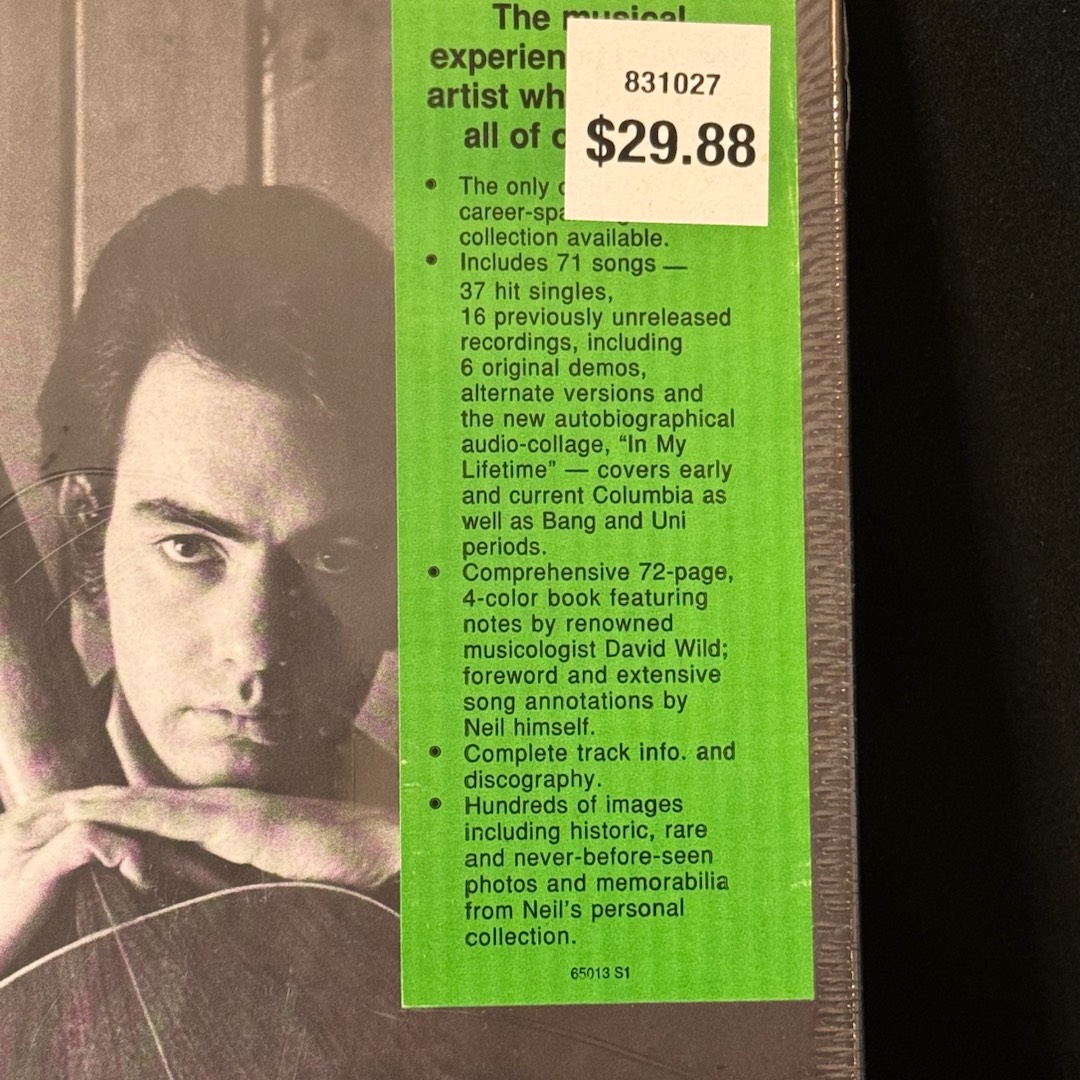 The musical
experien
artist wh
all of
831027
$29.88
• The only
career-spa
collection available.
• Includes 71 songs —
37 hit singles,
16 previously unreleased
recordings, including
6 original demos,
alternate versions and
the new autobiographical
audio-collage, “In My
Lifetime” — covers early
and current Columbia as
well as Bang and Uni
periods.
• Comprehensive 72-page,
4-color book featuring
notes by renowned
musicologist David Wild;
foreword and extensive
song annotations by
Neil himself.
• Complete track info. and
discography.
• Hundreds of images
including historic, rare
and never-before-seen
photos and memorabilia
from Neil’s personal
collection.
65013 S1